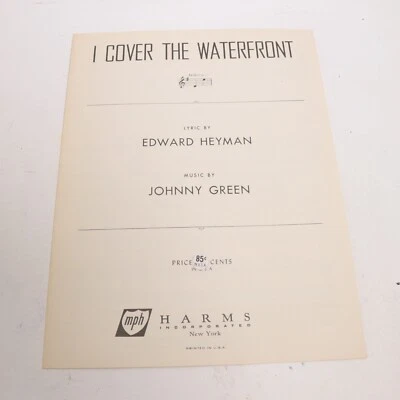 I COVER THE WATERFRONT
LYRIC BY
EDWARD HEYMAN
MUSIC BY
JOHNNY GREEN
PRICE 85¢ CENTS
mph
HARMS
INCORPORATED
New York
PRINTED IN U.S.A.